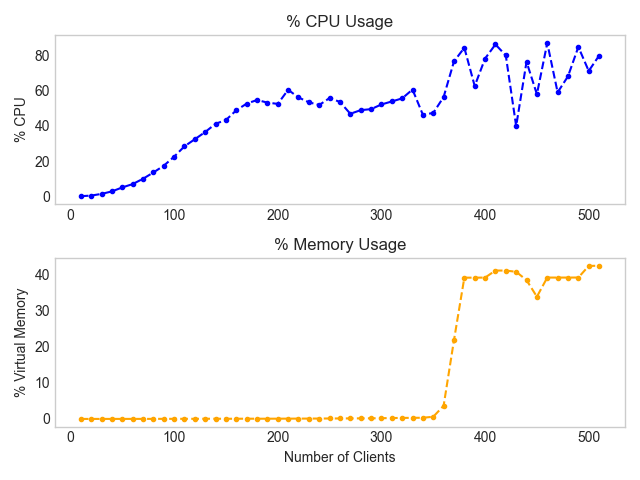 % CPU Usage
% CPU
80
60
40
20
0
0 100 200 300 400 500
% Memory Usage
% Virtual Memory
40
30
20
10
0
0 100 200 300 400 500
Number of Clients